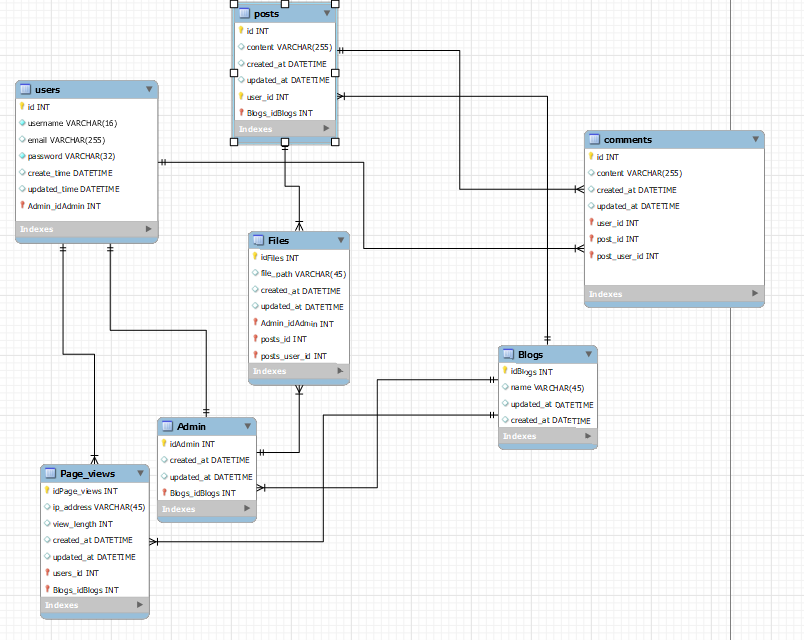 posts
id INT
content VARCHAR(255)
created_at DATETIME
updated_at DATETIME
user_id INT
Blogs_idBlogs INT
Indexes
users
id INT
username VARCHAR(16)
email VARCHAR(255)
password VARCHAR(32)
create_time DATETIME
updated_time DATETIME
Admin_idAdmin INT
Indexes
comments
id INT
content VARCHAR(255)
created_at DATETIME
updated_at DATETIME
user_id INT
post_id INT
post_user_id INT
Indexes
Files
idFiles INT
file_path VARCHAR(45)
created_at DATETIME
updated_at DATETIME
Admin_idAdmin INT
posts_id INT
posts_user_id INT
Indexes
Blogs
idBlogs INT
name VARCHAR(45)
updated_at DATETIME
created_at DATETIME
Indexes
Admin
idAdmin INT
created_at DATETIME
updated_at DATETIME
Blogs_idBlogs INT
Indexes
Page_views
idPage_views INT
ip_address VARCHAR(45)
view_length INT
created_at DATETIME
updated_at DATETIME
users_id INT
Blogs_idBlogs INT
Indexes